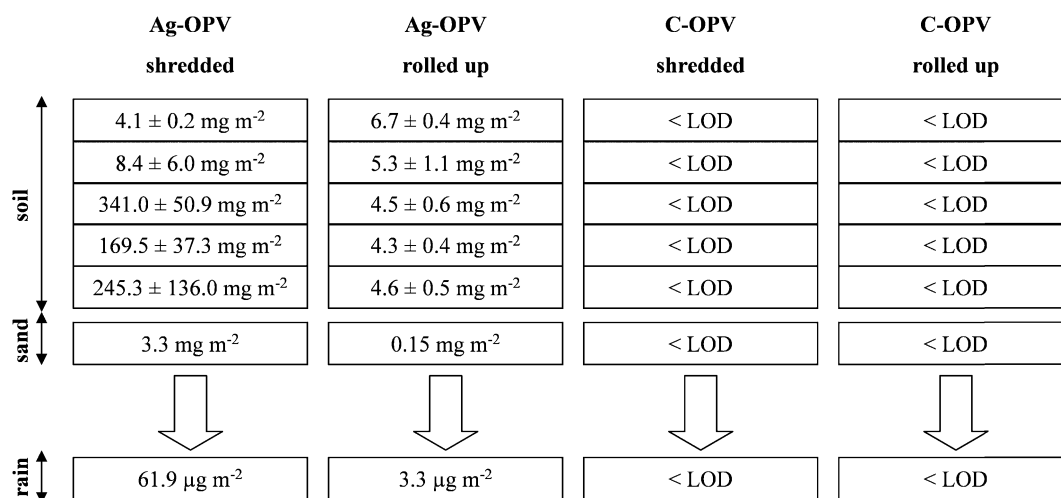 Ag-OPV Ag-OPV C-OPV C-OPV
shredded rolled up shredded rolled up
soil
4.1 ± 0.2 mg m⁻² 6.7 ± 0.4 mg m⁻² < LOD < LOD
8.4 ± 6.0 mg m⁻² 5.3 ± 1.1 mg m⁻² < LOD < LOD
341.0 ± 50.9 mg m⁻² 4.5 ± 0.6 mg m⁻² < LOD < LOD
169.5 ± 37.3 mg m⁻² 4.3 ± 0.4 mg m⁻² < LOD < LOD
245.3 ± 136.0 mg m⁻² 4.6 ± 0.5 mg m⁻² < LOD < LOD
sand
3.3 mg m⁻² 0.15 mg m⁻² < LOD < LOD
rain
61.9 µg m⁻² 3.3 µg m⁻² < LOD < LOD